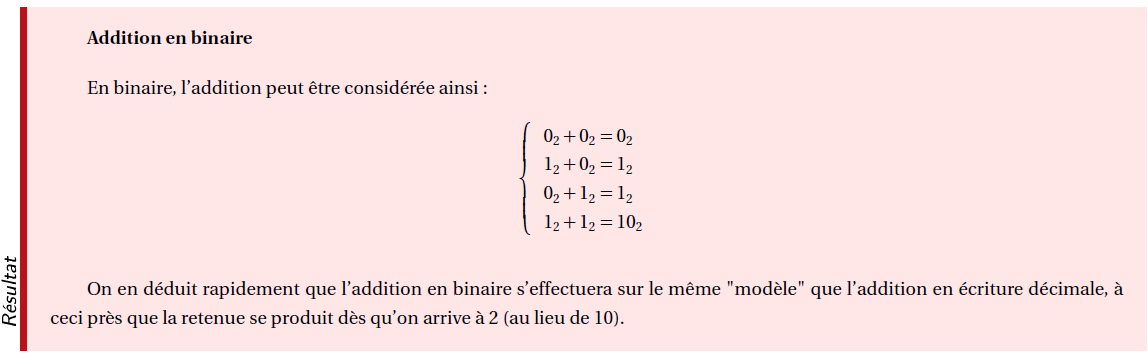 Addition en binaire
En binaire, l'addition peut être considérée ainsi :
0₂ + 0₂ = 0₂
1₂ + 0₂ = 1₂
0₂ + 1₂ = 1₂
1₂ + 1₂ = 10₂
On en déduit rapidement que l'addition en binaire s'effectuera sur le même "modèle" que l'addition en écriture décimale, à
ceci près que la retenue se produit dès qu'on arrive à 2 (au lieu de 10).
Résultat